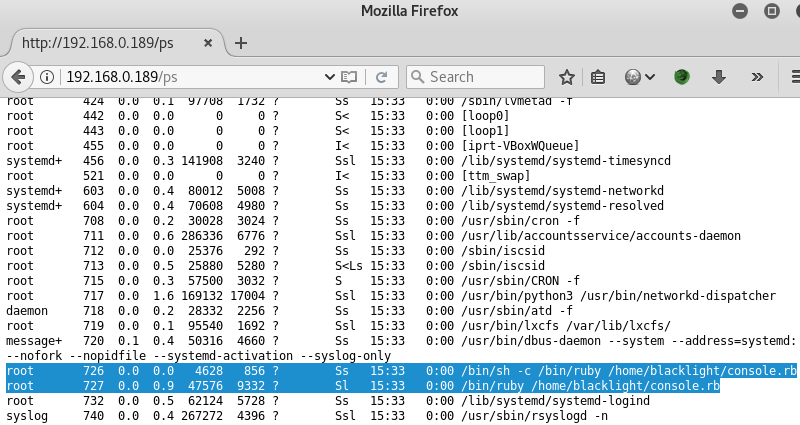 Mozilla Firefox
http://192.168.0.189/ps
192.168.0.189/ps
Search
root 424 0.0 0.1 97708 1732 ? Ss 15:33 0:00 /sbin/lvmetad -f
root 442 0.0 0.0 0 0 ? S< 15:33 0:00 [loop0]
root 443 0.0 0.0 0 0 ? S< 15:33 0:00 [loop1]
root 455 0.0 0.0 0 0 ? I< 15:33 0:00 [iprt-VBoxWQueue]
systemd+ 456 0.0 0.3 141908 3240 ? Ssl 15:33 0:00 /lib/systemd/systemd-timesyncd
root 521 0.0 0.0 0 0 ? I< 15:33 0:00 [ttm_swap]
systemd+ 603 0.0 0.4 80012 5008 ? Ss 15:33 0:00 /lib/systemd/systemd-networkd
systemd+ 604 0.0 0.4 70608 4980 ? Ss 15:33 0:00 /lib/systemd/systemd-resolved
root 708 0.0 0.2 30028 3024 ? Ss 15:33 0:00 /usr/sbin/cron -f
root 711 0.0 0.6 286336 6776 ? Ssl 15:33 0:00 /usr/lib/accountsservice/accounts-daemon
root 712 0.0 0.0 25376 292 ? Ss 15:33 0:00 /sbin/iscsid
root 713 0.0 0.5 25880 5280 ? S<Ls 15:33 0:00 /sbin/iscsid
root 715 0.0 0.3 57500 3032 ? S 15:33 0:00 /usr/sbin/CRON -f
root 717 0.0 1.6 169132 17004 ? Ssl 15:33 0:00 /usr/bin/python3 /usr/bin/networkd-dispatcher
daemon 718 0.0 0.2 28332 2256 ? Ss 15:33 0:00 /usr/sbin/atd -f
root 719 0.0 0.1 95540 1692 ? Ssl 15:33 0:00 /usr/bin/lxcfs /var/lib/lxcfs/
message+ 720 0.1 0.4 50316 4660 ? Ss 15:33 0:00 /usr/bin/dbus-daemon --system --address=systemd:
--nofork --nopidfile --systemd-activation --syslog-only
root 726 0.0 0.0 4628 856 ? Ss 15:33 0:00 /bin/sh -c /bin/ruby /home/blacklight/console.rb
root 727 0.0 0.9 47576 9332 ? Sl 15:33 0:00 /bin/ruby /home/blacklight/console.rb
root 732 0.0 0.5 62124 5728 ? Ss 15:33 0:00 /lib/systemd/systemd-logind
syslog 740 0.0 0.4 267272 4396 ? Ssl 15:33 0:00 /usr/sbin/rsyslogd -n